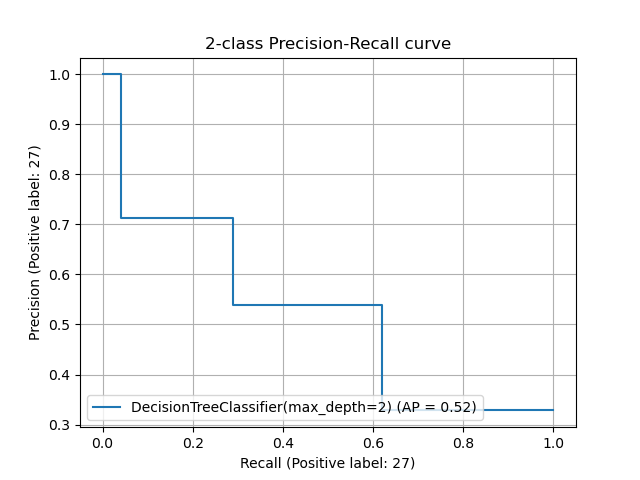 2-class Precision-Recall curve
Precision (Positive label: 27)
1.0
0.9
0.8
0.7
0.6
0.5
0.4
0.3
DecisionTreeClassifier(max_depth=2) (AP = 0.52)
0.0 0.2 0.4 0.6 0.8 1.0
Recall (Positive label: 27)